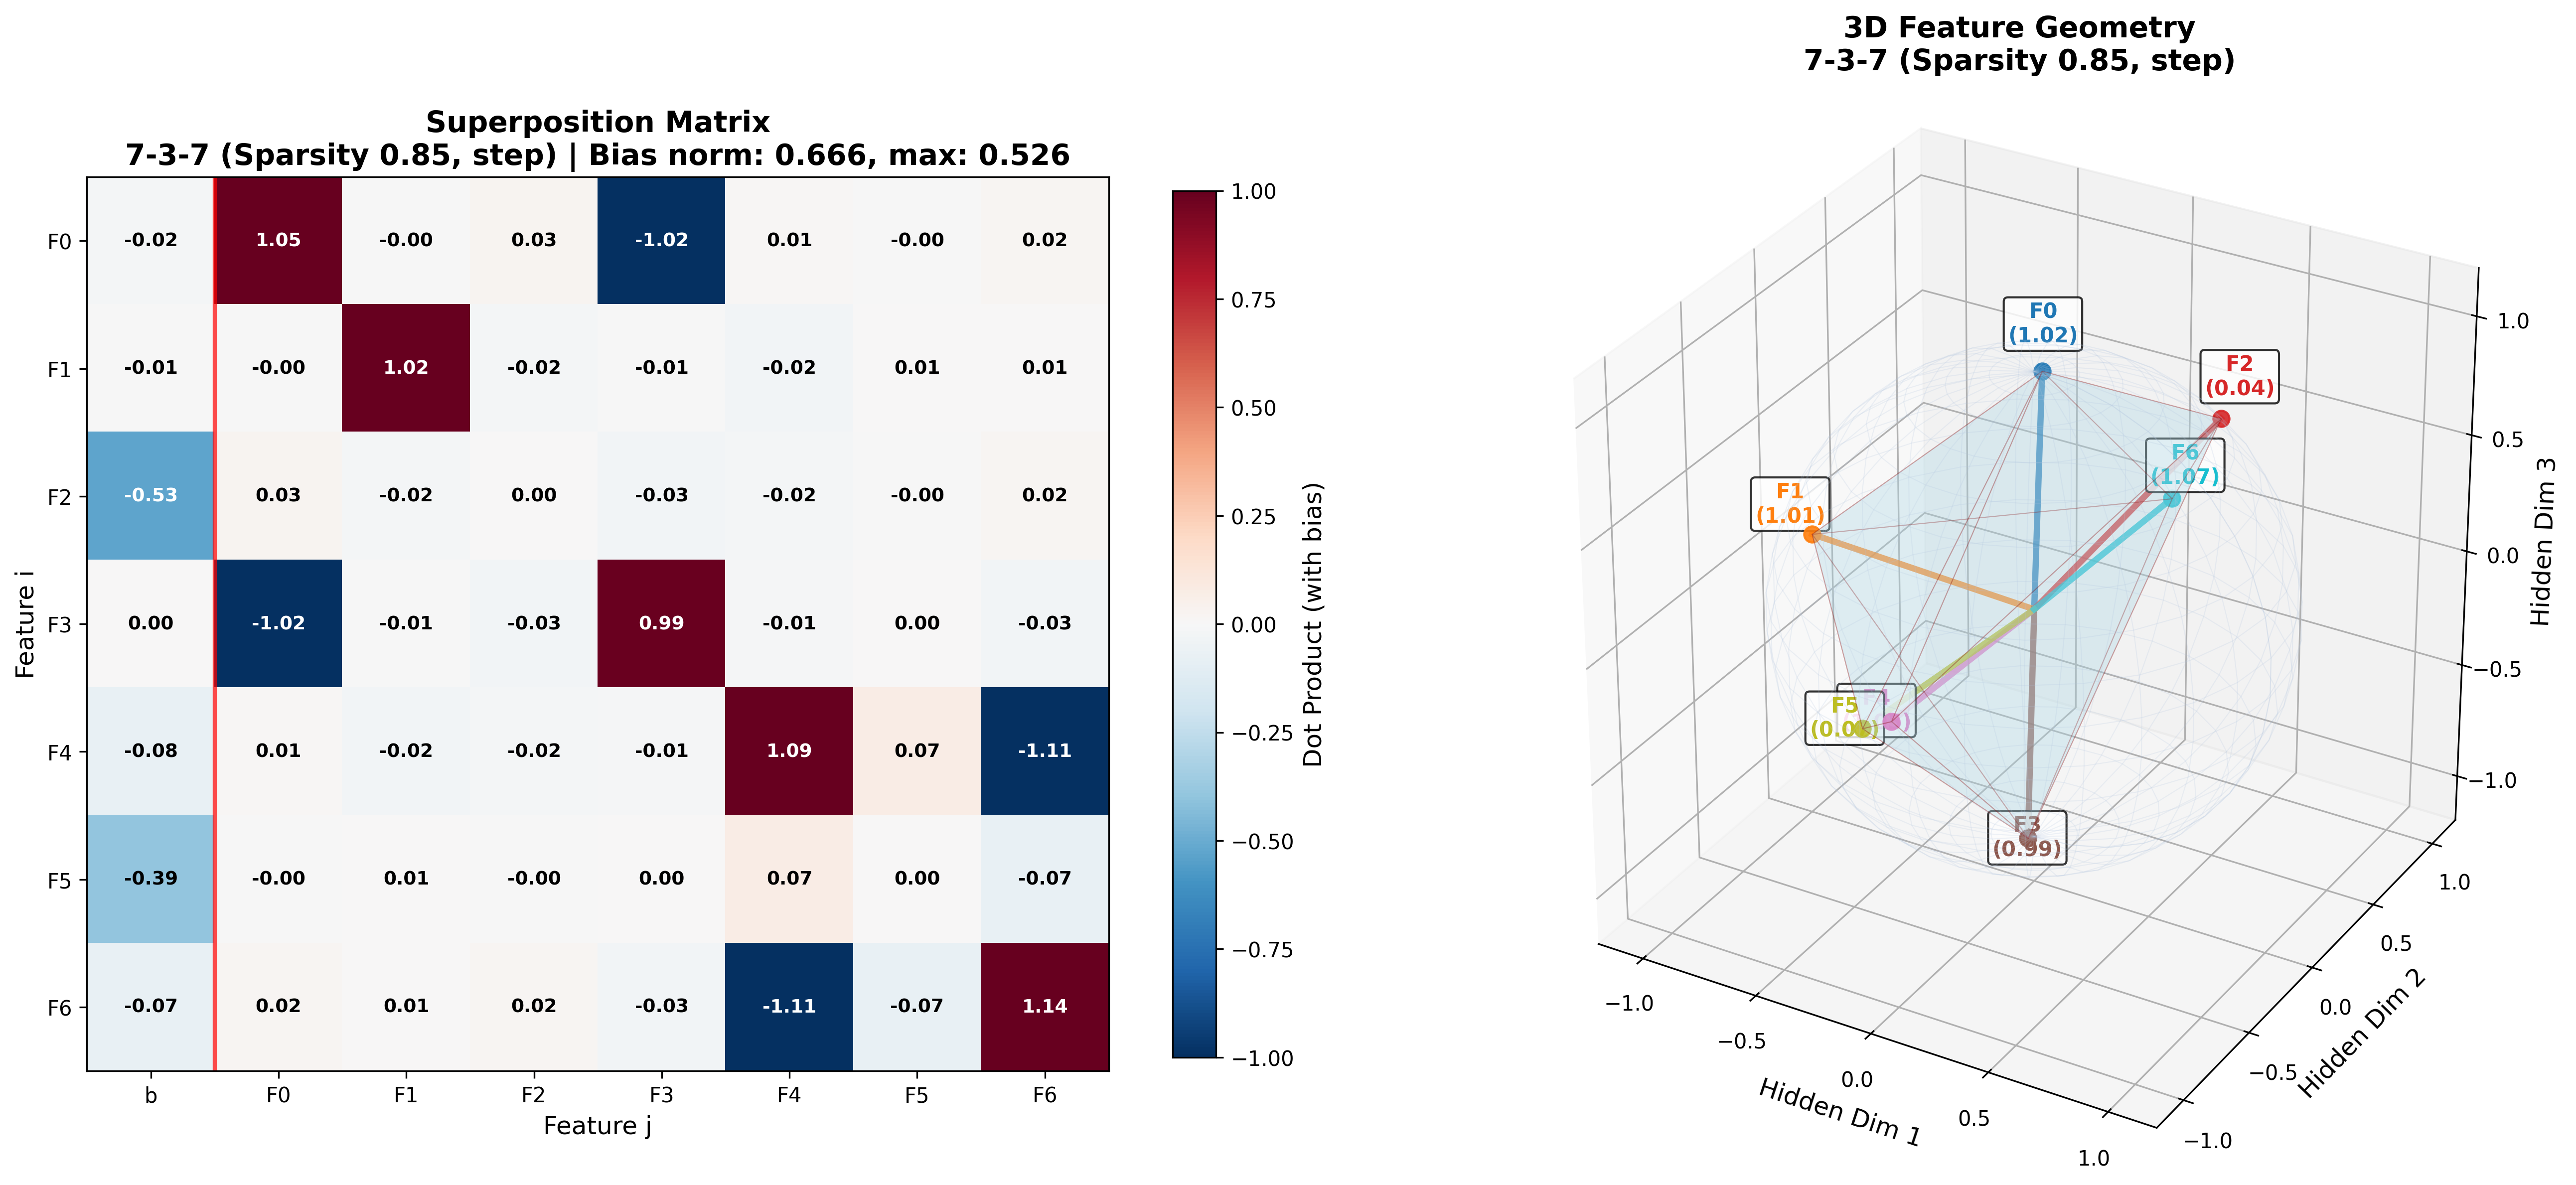 Superposition Matrix
7-3-7 (Sparsity 0.85, step) | Bias norm: 0.666, max: 0.526
F0 -0.02 1.05 -0.00 0.03 -1.02 0.01 -0.00 0.02
F1 -0.01 -0.00 1.02 -0.02 -0.01 -0.02 0.01 0.01
F2 -0.53 0.03 -0.02 0.00 -0.03 -0.02 -0.00 0.02
F3 0.00 -1.02 -0.01 -0.03 0.99 -0.01 0.00 -0.03
F4 -0.08 0.01 -0.02 -0.02 -0.01 1.09 0.07 -1.11
F5 -0.39 -0.00 0.01 -0.00 0.00 0.07 0.00 -0.07
F6 -0.07 0.02 0.01 0.02 -0.03 -1.11 -0.07 1.14
b F0 F1 F2 F3 F4 F5 F6
Feature j
Feature i
1.00
0.75
0.50
0.25
0.00
−0.25
−0.50
−0.75
−1.00
Dot Product (with bias)
3D Feature Geometry
7-3-7 (Sparsity 0.85, step)
F0
(1.02)
F2
(0.04)
F6
(1.07)
F1
(1.01)
F5
F3
(0.99)
1.0
0.5
0.0
−0.5
−1.0
Hidden Dim 3
−1.0
−0.5
0.0
0.5
1.0
Hidden Dim 1
1.0
0.5
0.0
−0.5
−1.0
Hidden Dim 2